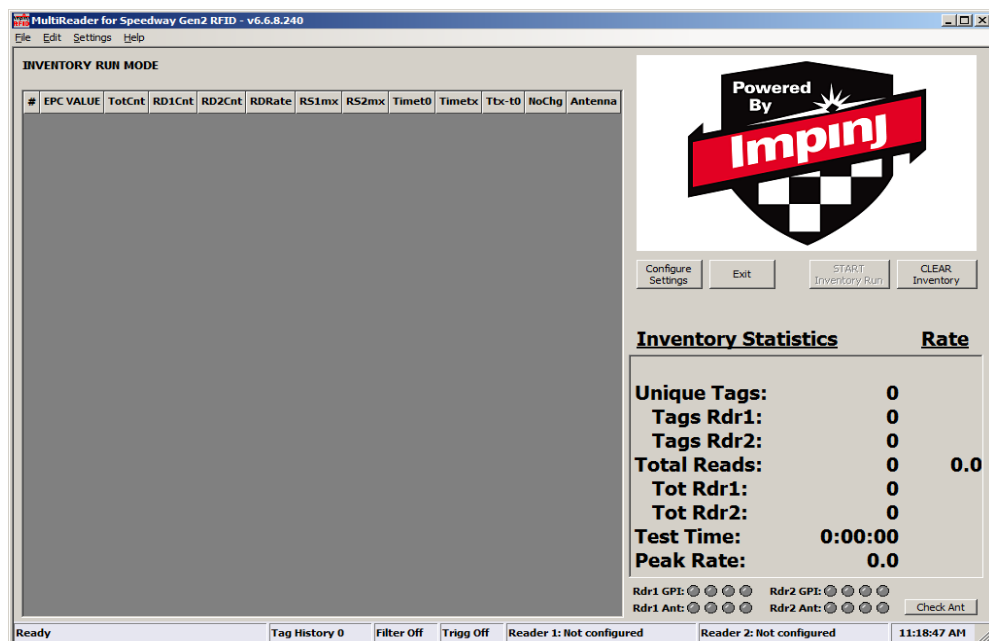 MultiReader for Speedway Gen2 RFID - v6.6.8.240
File Edit Settings Help
INVENTORY RUN MODE
# EPC VALUE TotCnt RD1Cnt RD2Cnt RDRate RS1mx RS2mx Timet0 Timetx Ttx-t0 NoChg Antenna
Powered
By
Impinj
Configure
Settings
Exit
START
Inventory Run
CLEAR
Inventory
Inventory Statistics Rate
Unique Tags: 0
Tags Rdr1: 0
Tags Rdr2: 0
Total Reads: 0 0.0
Tot Rdr1: 0
Tot Rdr2: 0
Test Time: 0:00:00
Peak Rate: 0.0
Rdr1 GPI: Rdr2 GPI:
Rdr1 Ant: Rdr2 Ant: Check Ant
Ready Tag History 0 Filter Off Trigg Off Reader 1: Not configured Reader 2: Not configured 11:18:47 AM